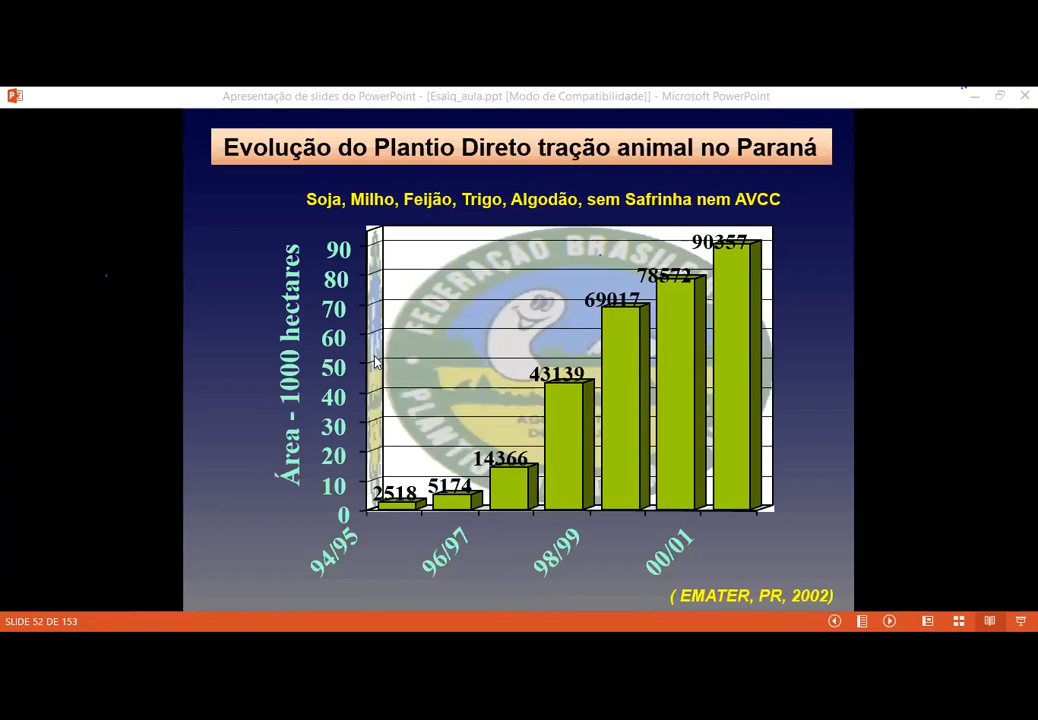 Apresentação de slides do PowerPoint - [Esalq_aula.ppt [Modo de Compatibilidade]] - Microsoft PowerPoint
Evolução do Plantio Direto tração animal no Paraná
Soja, Milho, Feijão, Trigo, Algodão, sem Safrinha nem AVCC
Área - 1000 hectares
90
80
70
60
50
40
30
20
10
0
2518
5174
14366
43139
69017
78572
90357
FEDERAÇÃO BRASIL
PLANTIO
94/95
96/97
98/99
00/01
( EMATER, PR, 2002)
SLIDE 52 DE 153